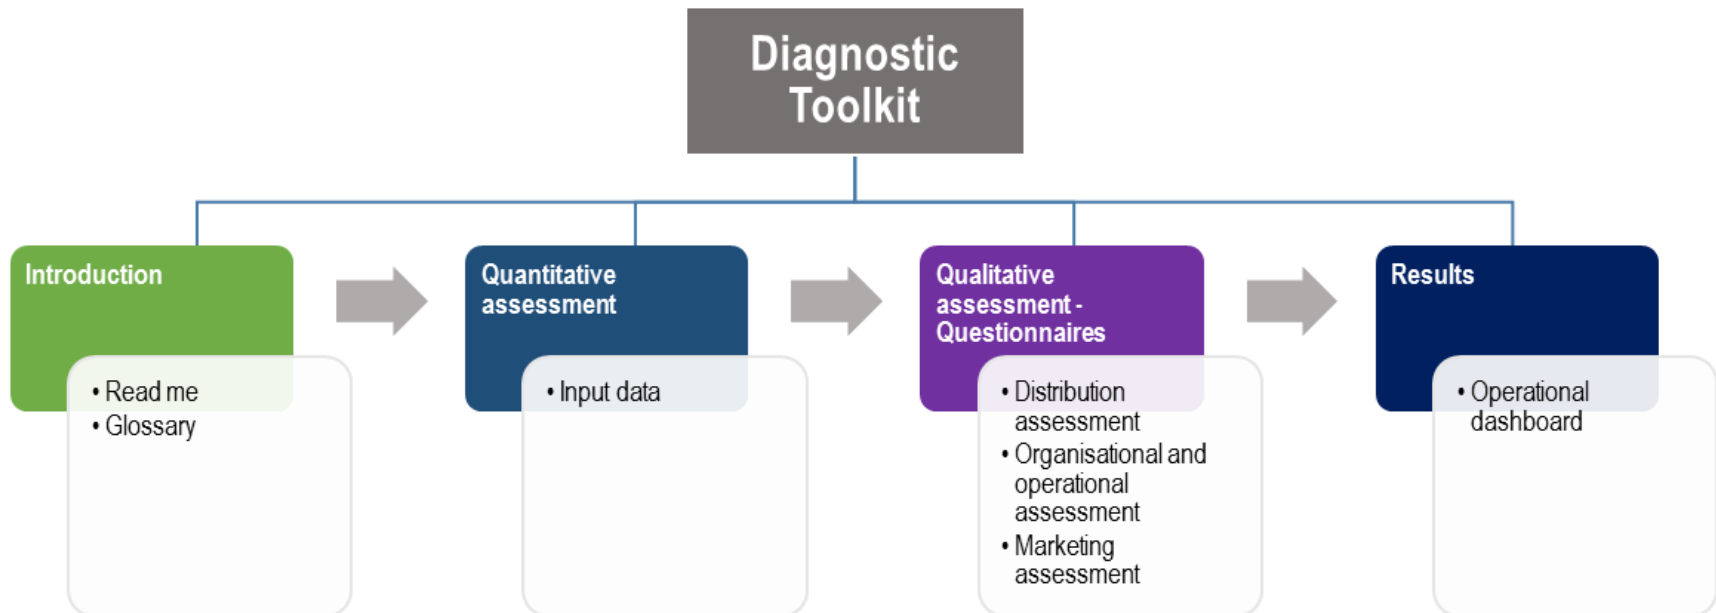 Diagnostic
Toolkit
Introduction
• Read me
• Glossary
Quantitative
assessment
• Input data
Qualitative
assessment -
Questionnaires
• Distribution
assessment
• Organisational and
operational
assessment
• Marketing
assessment
Results
• Operational
dashboard